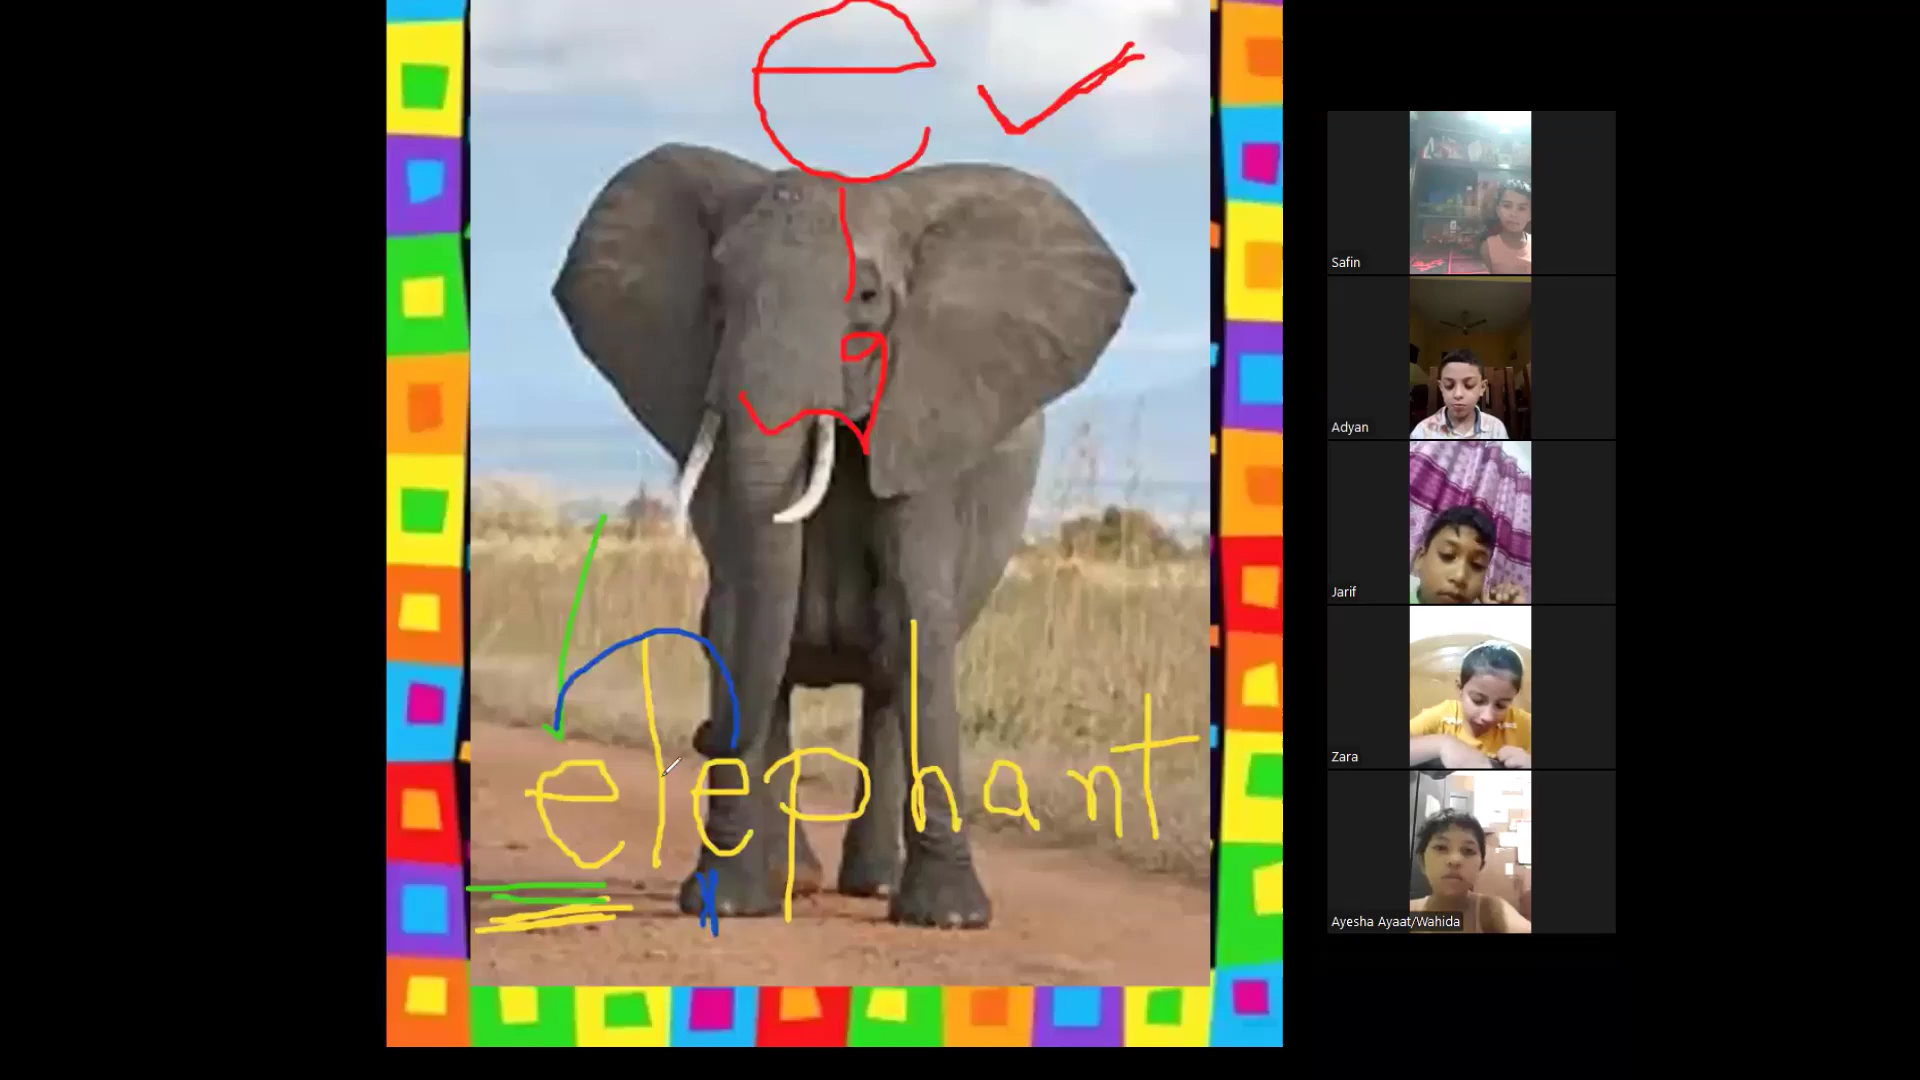 e
elephant
Safin
Adyan
Jarif
Zara
Ayesha Ayaat/Wahida